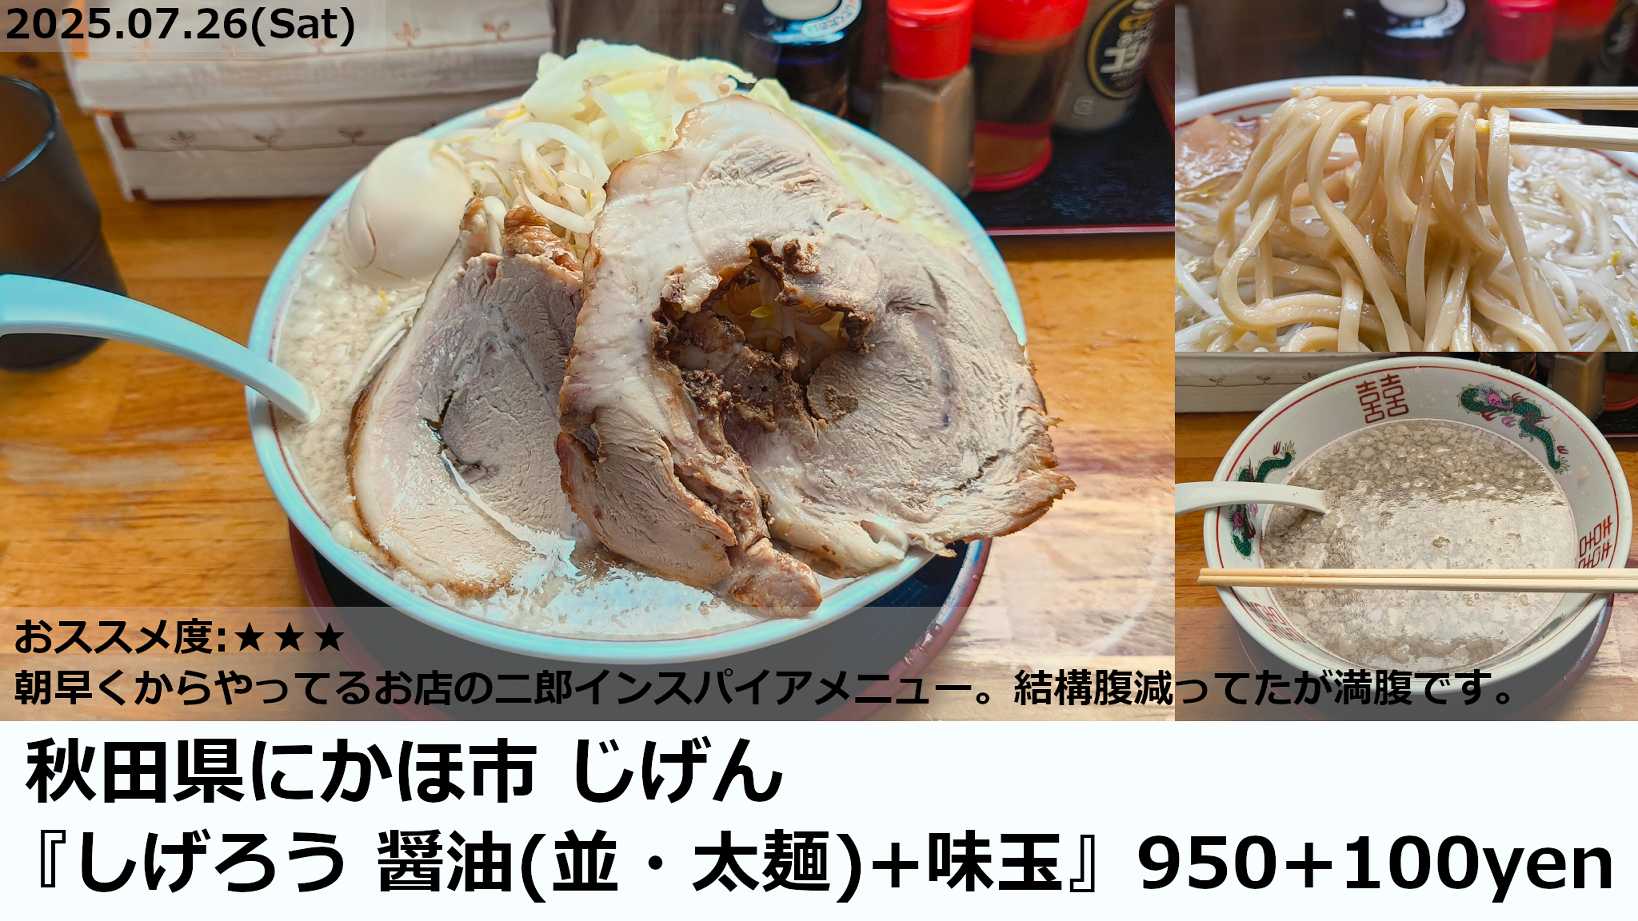 2025.07.26(Sat)
おススメ度:★★★
朝早くからやってるお店の二郎インスパイアメニュー。結構腹減ってたが満腹です。
秋田県にかほ市 じげん
『しげろう 醤油(並・太麺)+味玉』950+100yen